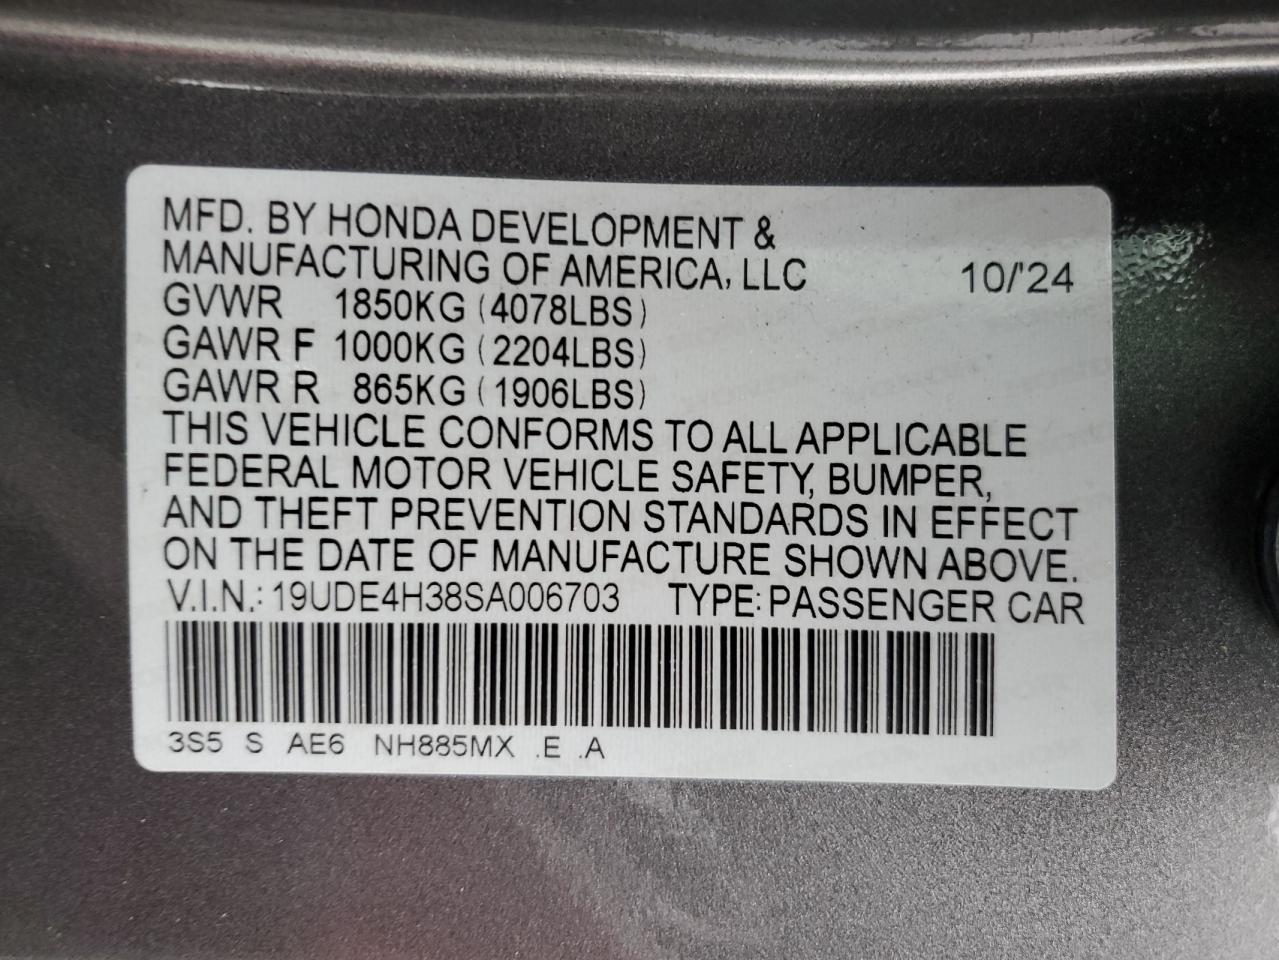 MFD. BY HONDA DEVELOPMENT &
MANUFACTURING OF AMERICA, LLC 10/'24
GVWR 1850KG (4078LBS)
GAWR F 1000KG (2204LBS)
GAWR R 865KG (1906LBS)
THIS VEHICLE CONFORMS TO ALL APPLICABLE
FEDERAL MOTOR VEHICLE SAFETY, BUMPER,
AND THEFT PREVENTION STANDARDS IN EFFECT
ON THE DATE OF MANUFACTURE SHOWN ABOVE.
V.I.N.: 19UDE4H38SA006703 TYPE: PASSENGER CAR
3S5 S AE6 NH885MX .E .A